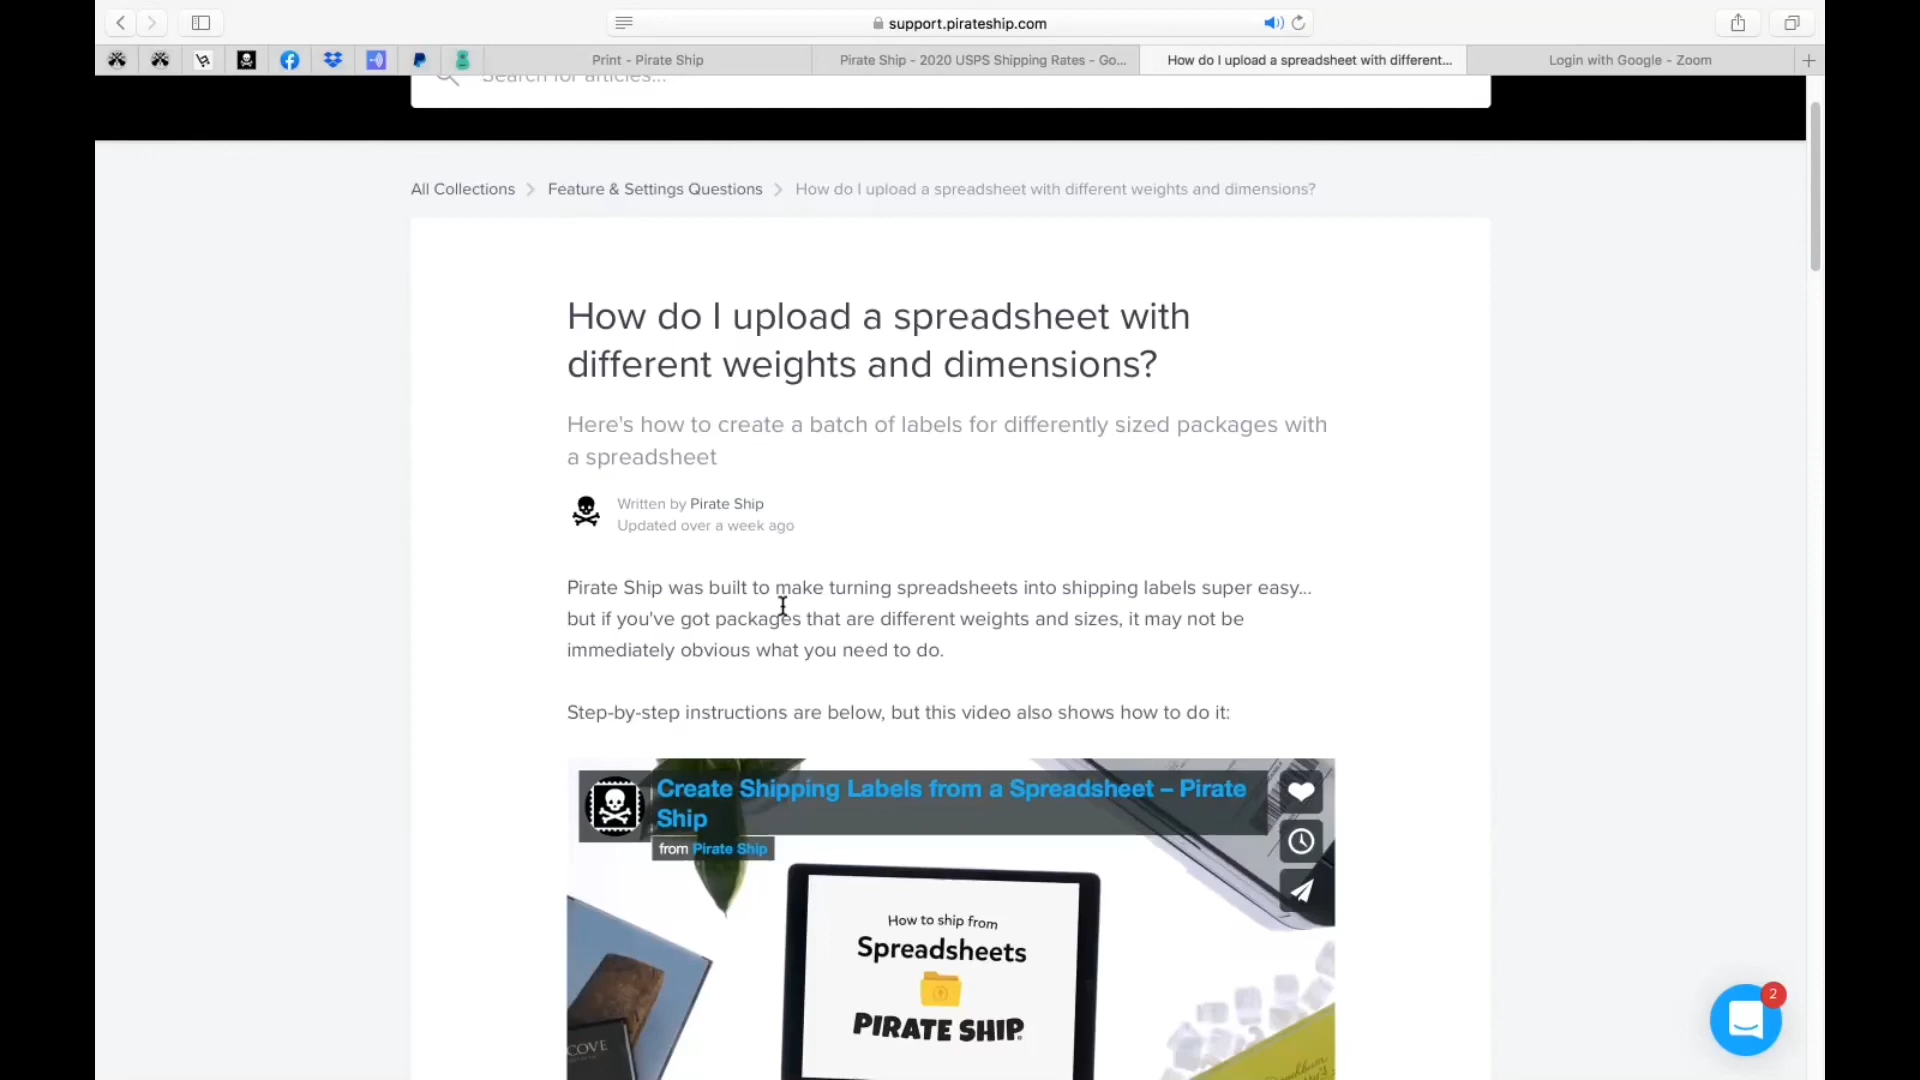 support.pirateship.com
Print - Pirate Ship
Pirate Ship - 2020 USPS Shipping Rates - Go...
How do I upload a spreadsheet with different...
Login with Google - Zoom
Search for articles...
All Collections
Feature & Settings Questions
How do I upload a spreadsheet with different weights and dimensions?
How do I upload a spreadsheet with
different weights and dimensions?
Here's how to create a batch of labels for differently sized packages with
a spreadsheet
Written by Pirate Ship
Updated over a week ago
Pirate Ship was built to make turning spreadsheets into shipping labels super easy...
but if you've got packages that are different weights and sizes, it may not be
immediately obvious what you need to do.
Step-by-step instructions are below, but this video also shows how to do it:
Create Shipping Labels from a Spreadsheet – Pirate
Ship
from Pirate Ship
How to ship from
Spreadsheets
PIRATE SHIP
COVE
2